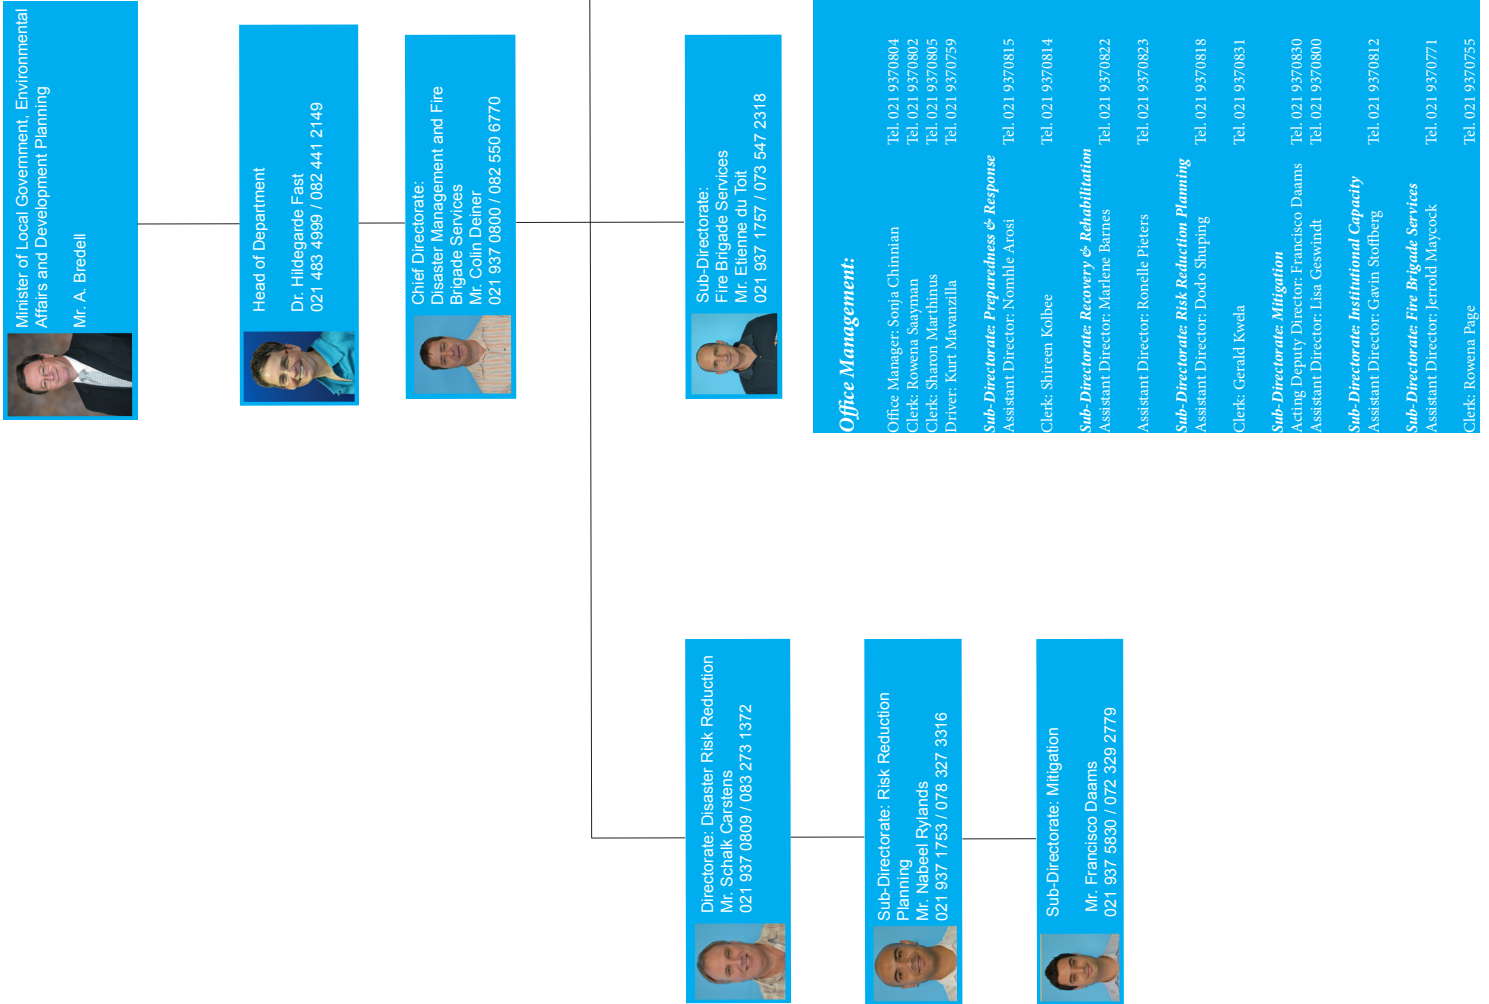 Minister of Local Government, Environmental
Affairs and Development Planning
Mr. A. Bredell
Head of Department
Dr. Hildegarde Fast
021 483 4999 / 082 441 2149
Chief Directorate:
Disaster Management and Fire
Brigade Services
Mr. Colin Deiner
021 937 0800 / 082 550 6770
Directorate: Disaster Risk Reduction
Mr. Schalk Carstens
021 937 0809 / 083 273 1372
Sub-Directorate: Risk Reduction
Planning
Mr. Nabeel Rylands
021 937 1753 / 078 327 3316
Sub-Directorate: Mitigation
Mr. Francisco Daams
021 937 5830 / 072 329 2779
Sub-Directorate:
Fire Brigade Services
Mr. Etienne du Toit
021 937 1757 / 073 547 2318
Office Management:
Office Manager: Sonja Chinnian Tel. 021 9370804
Clerk: Rowena Saayman Tel. 021 9370802
Clerk: Sharon Marthinus Tel. 021 9370805
Driver: Kurt Mavanzilla Tel. 021 9370759
Sub-Directorate: Preparedness & Response
Assistant Director: Nomhle Arosi Tel. 021 9370815
Clerk: Shireen Kolbee Tel. 021 9370814
Sub-Directorate: Recovery & Rehabilitation
Assistant Director: Marlene Barnes Tel. 021 9370822
Assistant Director: Ronelle Pieters Tel. 021 9370823
Sub-Directorate: Risk Reduction Planning
Assistant Director: Dodo Shuping Tel. 021 9370818
Clerk: Gerald Kwela Tel. 021 9370831
Sub-Directorate: Mitigation
Acting Deputy Director: Francisco Daams Tel. 021 9370830
Assistant Director: Lisa Geswindt Tel. 021 9370800
Sub-Directorate: Institutional Capacity
Assistant Director: Gavin Stoffberg Tel. 021 9370812
Sub-Directorate: Fire Brigade Services
Assistant Director: Jerrold Maycock Tel. 021 9370771
Clerk: Rowena Page Tel. 021 9370755